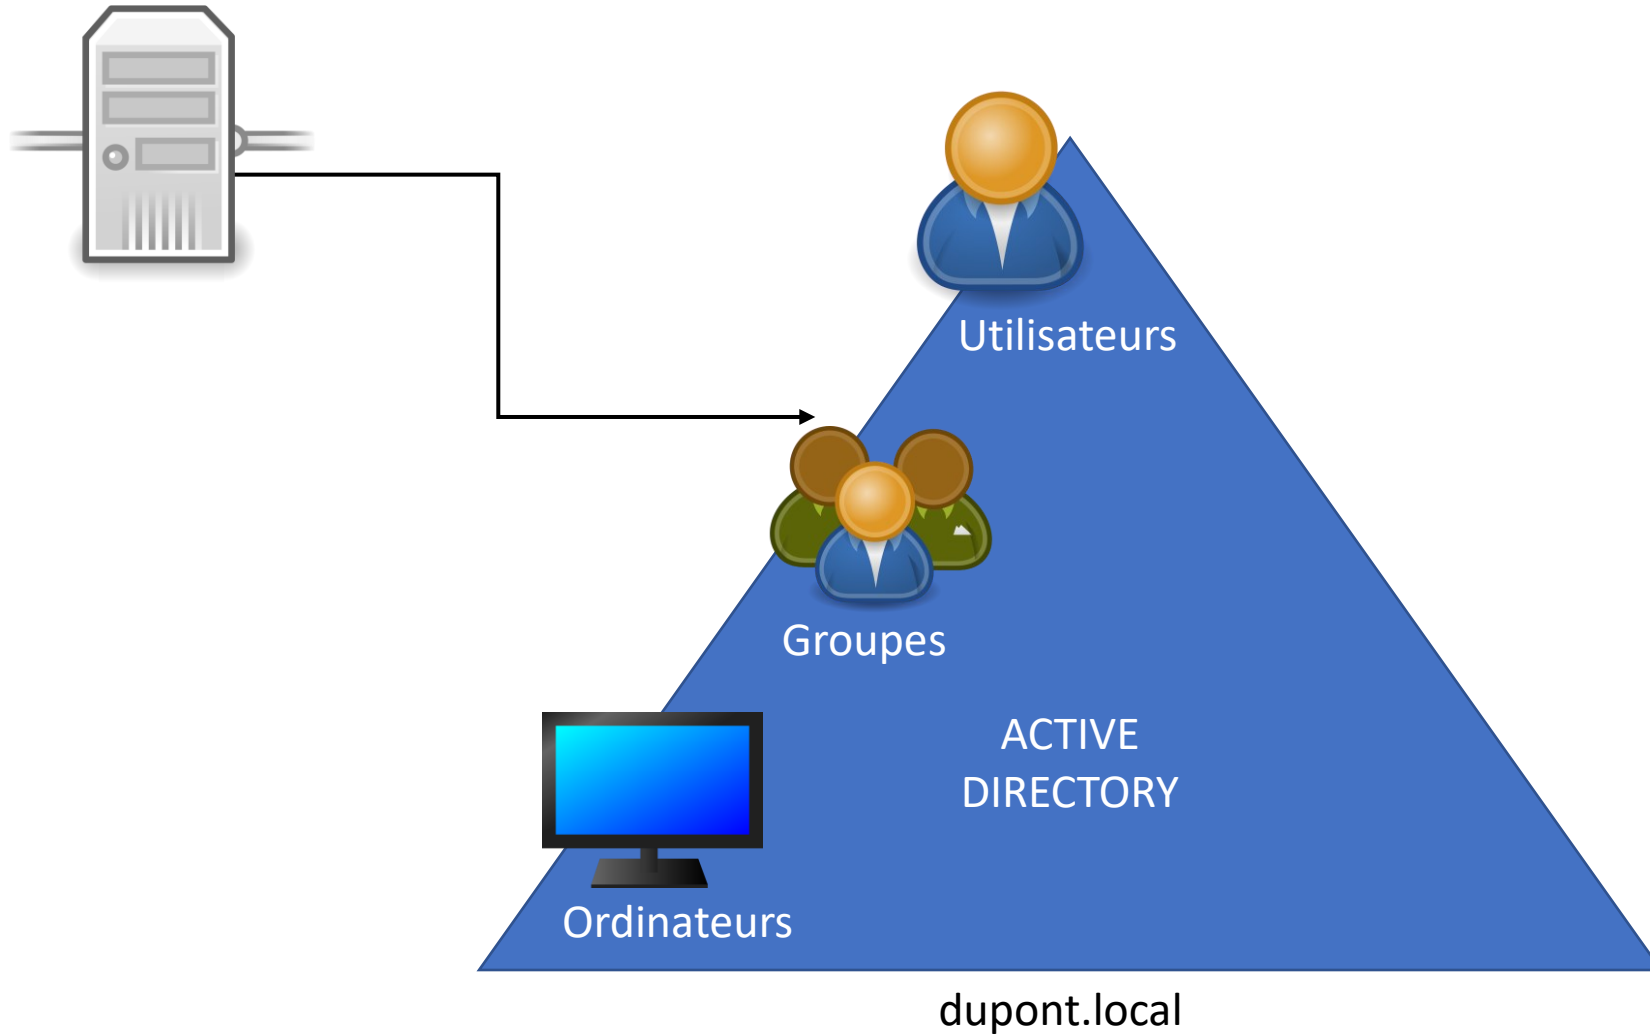 Utilisateurs
Groupes
ACTIVE
DIRECTORY
Ordinateurs
dupont.local